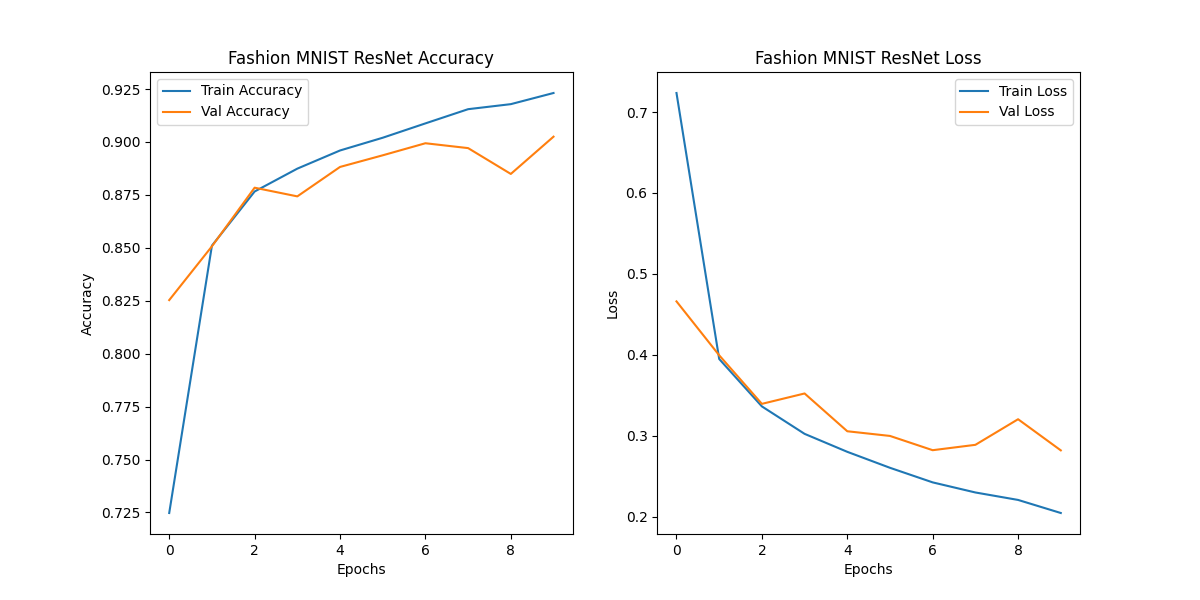 Fashion MNIST ResNet Accuracy
Train Accuracy
Val Accuracy
0.925
0.900
0.875
0.850
0.825
0.800
0.775
0.750
0.725
Accuracy
0
2
4
6
8
Epochs
Fashion MNIST ResNet Loss
Train Loss
Val Loss
0.7
0.6
0.5
0.4
0.3
0.2
Loss
0
2
4
6
8
Epochs